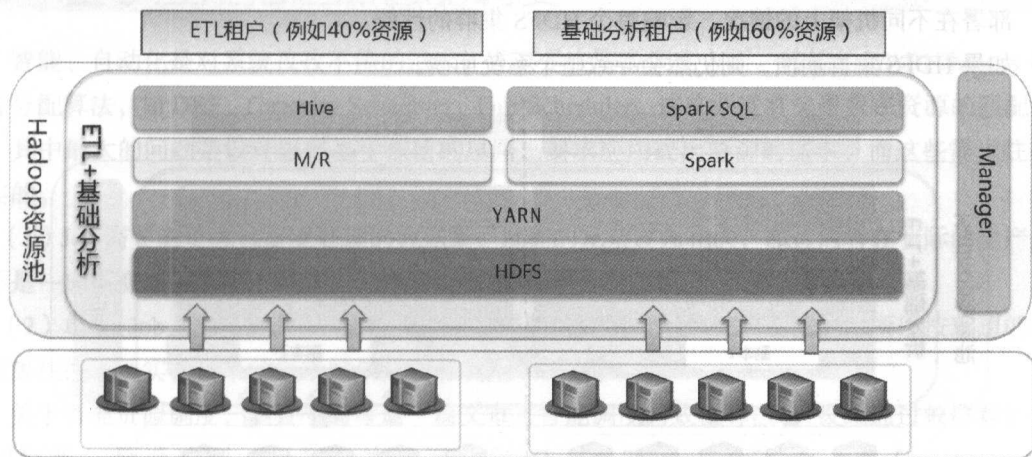 ETL租户（例如40%资源）
基础分析租户（例如60%资源）
Hadoop资源池
ETL+基础分析
Hive
Spark SQL
M/R
Spark
YARN
HDFS
Manager